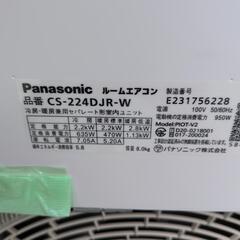 Panasonic ルームエアコン
品番 CS-224DJR-W
冷房・暖房兼用セパレート形室内ユニット
製造番号
E231756228
電源 100V 50/60Hz
電動機の定格消費電力 950W
Model:PIOT-V2
D20-0218001
017-200024
2.2kW 2.2kW 2.8kW
635W 470W 1.13kW
7.05A 5.20A
質量 8.0kg
パナソニック株式会社